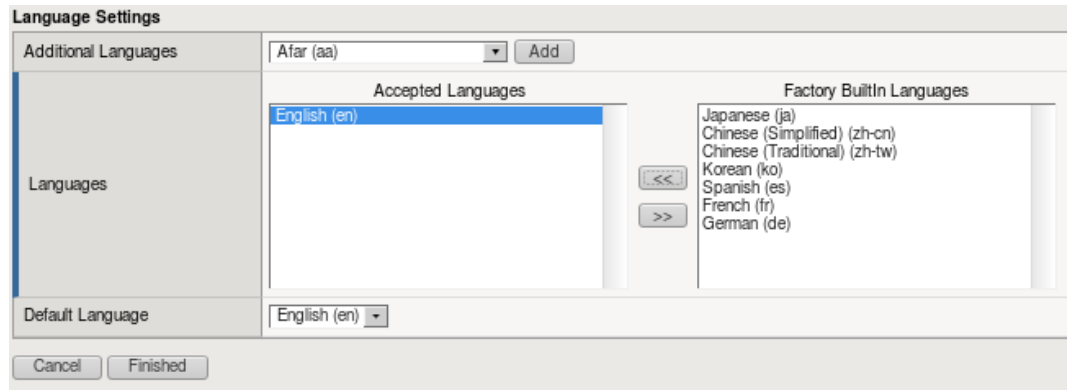 Language Settings
Additional Languages
Afar (aa)
Add
Accepted Languages
Factory BuiltIn Languages
Languages
English (en)
<<
>>
Japanese (ja)
Chinese (Simplified) (zh-cn)
Chinese (Traditional) (zh-tw)
Korean (ko)
Spanish (es)
French (fr)
German (de)
Default Language
English (en)
Cancel
Finished